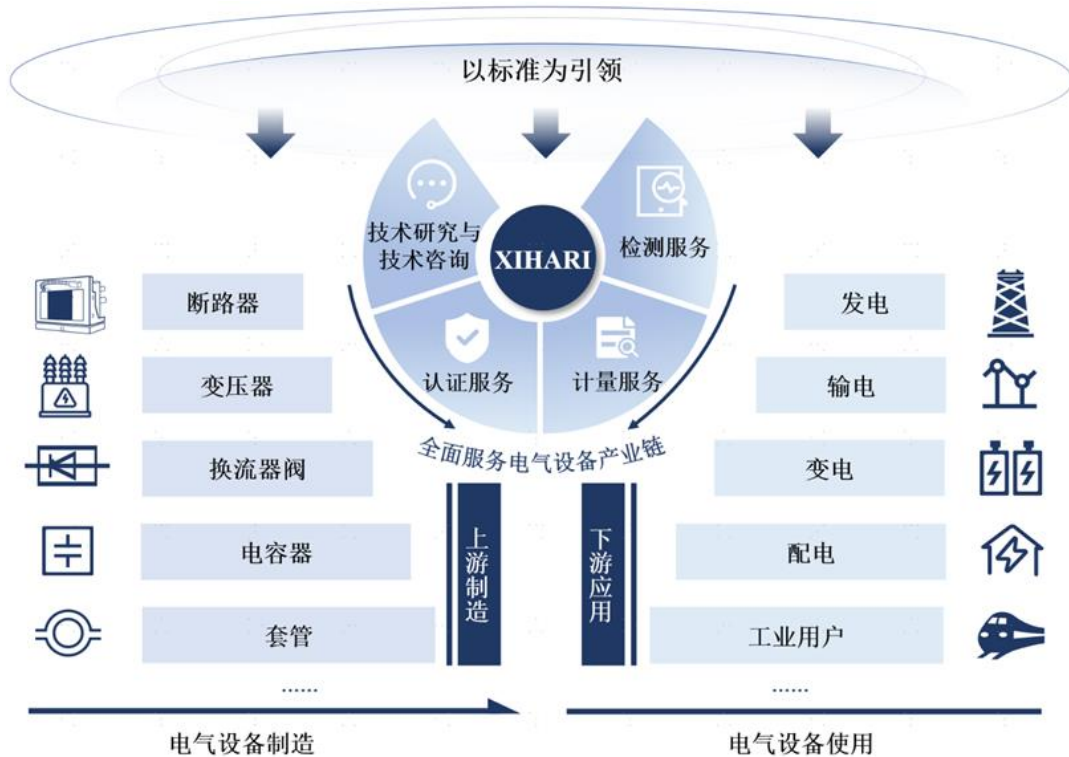 以标准为引领
技术研究与
技术咨询
XIHARI
检测服务
认证服务
计量服务
全面服务电气设备产业链
断路器
变压器
换流器阀
电容器
套管
......
上游制造
下游应用
发电
输电
变电
配电
工业用户
......
电气设备制造
电气设备使用